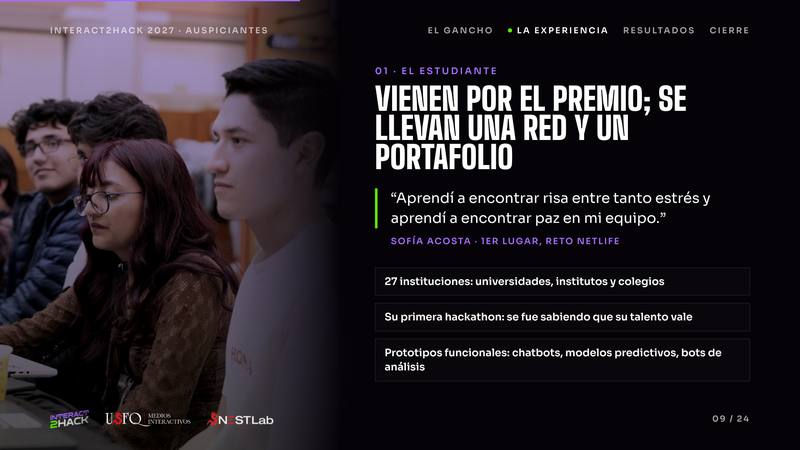 INTERACT2HACK 2027 · AUSPICIANTES
EL GANCHO
LA EXPERIENCIA
RESULTADOS
CIERRE
01 · EL ESTUDIANTE
VIENEN POR EL PREMIO; SE
LLEVAN UNA RED Y UN
PORTAFOLIO
“Aprendí a encontrar risa entre tanto estrés y
aprendí a encontrar paz en mi equipo.”
SOFÍA ACOSTA · 1ER LUGAR, RETO NETLIFE
27 instituciones: universidades, institutos y colegios
Su primera hackathon: se fue sabiendo que su talento vale
Prototipos funcionales: chatbots, modelos predictivos, bots de
análisis
INTERACT
2HACK
USFQ
MEDIOS
INTERACTIVOS
NESTLab
09 / 24